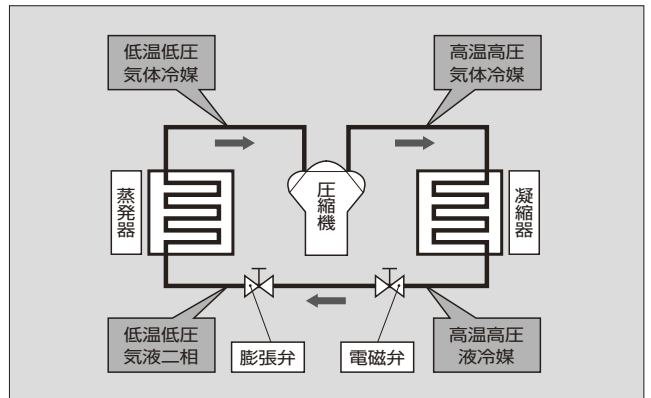 低温低圧
気体冷媒
高温高圧
気体冷媒
蒸発器
圧縮機
凝縮器
低温低圧
気液二相
膨張弁
電磁弁
高温高圧
液冷媒